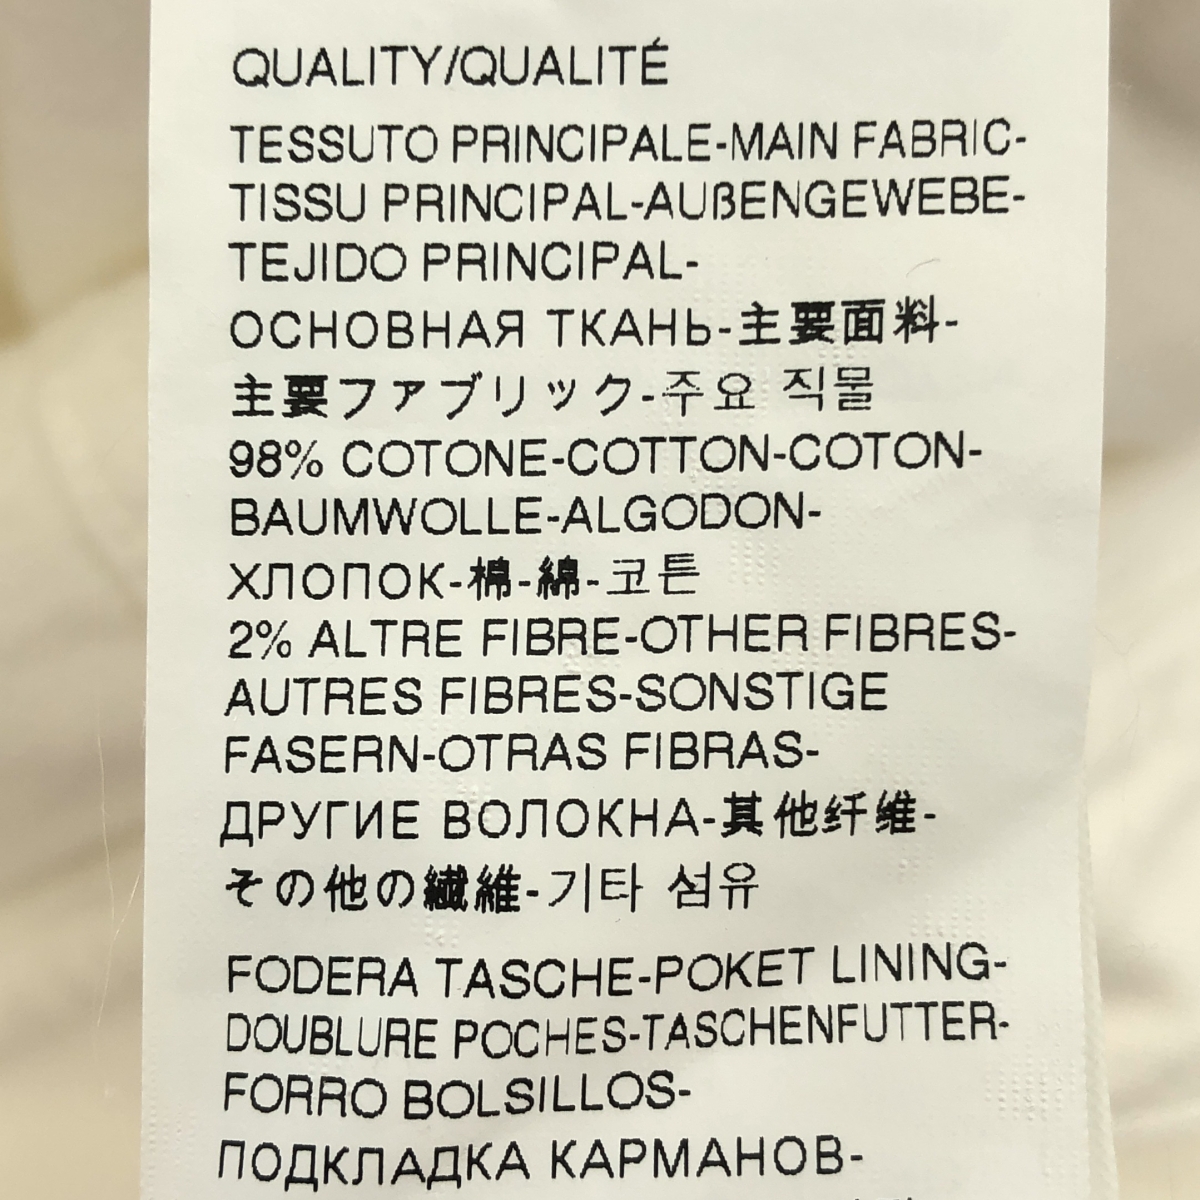 QUALITY/QUALITÉ
TESSUTO PRINCIPALE-MAIN FABRIC-
TISSU PRINCIPAL-AUßENGEWEBE-
TEJIDO PRINCIPAL-
ОСНОВНАЯ ТКАНЬ-主要面料-
主要ファブリック-주요 직물
98% COTONE-COTTON-COTON-
BAUMWOLLE-ALGODON-
ХЛОПОК-棉-綿-코튼
2% ALTRE FIBRE-OTHER FIBRES-
AUTRES FIBRES-SONSTIGE
FASERN-OTRAS FIBRAS-
ДРУГИЕ ВОЛОКНА-其他纤维-
その他の繊維-기타 섬유
FODERA TASCHE-POKET LINING-
DOUBLURE POCHES-TASCHENFUTTER-
FORRO BOLSILLOS-
ПОДКЛАДКА КАРМАНОВ-